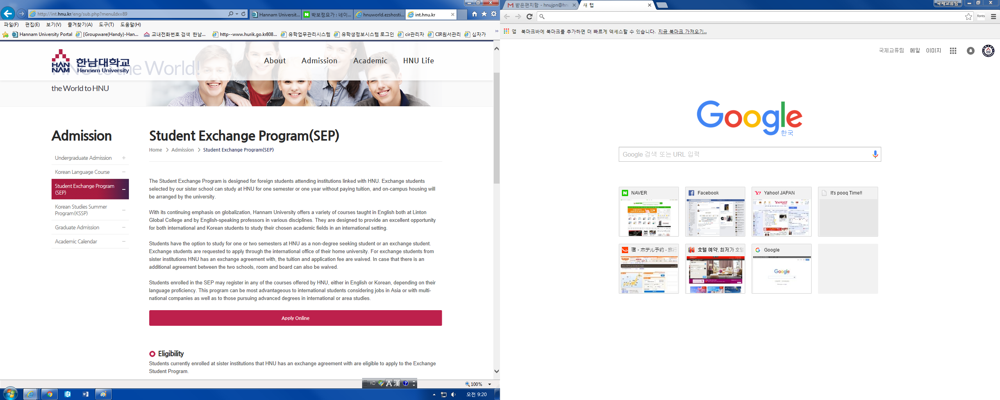 http://int.hnu.kr/eng/sub.php?menuIdx=89
Hannam Universit...
박보정요가 : 네이...
hnuworld.ezshosti...
int.hnu.kr
파일(F) 편집(E) 보기(V) 즐겨찾기(A) 도구(T) 도움말(H)
Hannam University Portal
[Groupware(Handy)-Han...
교내전화번호 검색 한남...
http--www.hurik.go.kr808...
유학업무관리시스템
유학생정보시스템 로그인
cir관리자
CIR원서관리
십자가
HAN
NAM
한남대학교
Hannam University
HNU to the World!
About Admission Academic HNU Life
the World to HNU
Admission
Undergraduate Admission
Korean Language Course
Student Exchange Program
(SEP)
Korean Studies Summer
Program(KSSP)
Graduate Admission
Academic Calendar
Student Exchange Program(SEP)
Home > Admission > Student Exchange Program(SEP)
The Student Exchange Program is designed for foreign students attending institutions linked with HNU. Exchange students
selected by our sister school can study at HNU for one semester or one year without paying tuition, and on-campus housing will
be arranged by the university.
With its continuing emphasis on globalization, Hannam University offers a variety of courses taught in English both at Linton
Global College and by English-speaking professors in various disciplines. They are designed to provide an excellent opportunity
for both international and Korean students to study their chosen academic fields in an international setting.
Students have the option to study for one or two semesters at HNU as a non-degree seeking student or an exchange student.
Exchange students are requested to apply through the international office of their home university. For exchange students from
sister institutions HNU has an exchange agreement with, the tuition and application fee are waived. In case that there is an
additional agreement between the two schools, room and board can also be waived.
Students enrolled in the SEP may register in any of the courses offered by HNU, either in English or Korean, depending on their
language proficiency. This program can be most advantageous to international students considering jobs in Asia or with multi-
national companies as well as to those pursuing advanced degrees in international or area studies.
Apply Online
Eligibility
Students currently enrolled at sister institutions that HNU has an exchange agreement with are eligible to apply to the Exchange
Student Program.
KO A 漢
100%
오전 9:20
받은편지함 - hnujpn@hn
새 탭
국제교류팀
fonts
앱 북마크바에 북마크를 추가하면 더 빠르게 액세스할 수 있습니다. 지금 북마크 가져오기...
국제교류팀 메일 이미지
Google
한국
Google 검색 또는 URL 입력
NAVER
Facebook
Yahoo! JAPAN
It's pooq Time!!
宿・ホテル予約 - 旅行
호텔 예약, 최저가 호텔
Google